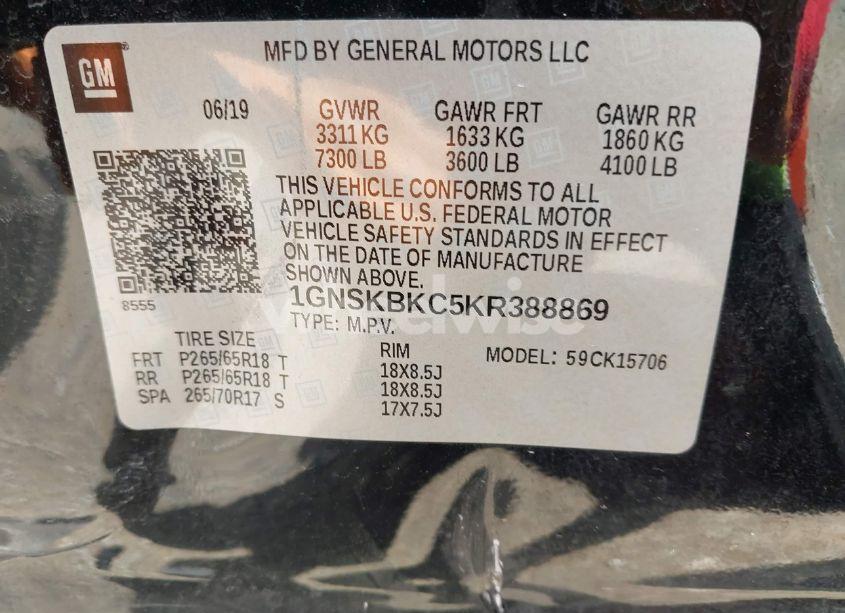 GM
MFD BY GENERAL MOTORS LLC
06/19 GVWR GAWR FRT GAWR RR
3311 KG 1633 KG 1860 KG
7300 LB 3600 LB 4100 LB
THIS VEHICLE CONFORMS TO ALL
APPLICABLE U.S. FEDERAL MOTOR
VEHICLE SAFETY STANDARDS IN EFFECT
ON THE DATE OF MANUFACTURE
SHOWN ABOVE.
8555
1GNSKBKC5KR388869
TYPE: M.P.V.
TIRE SIZE RIM MODEL: 59CK15706
FRT P265/65R18 T 18X8.5J
RR P265/65R18 T 18X8.5J
SPA 265/70R17 S 17X7.5J